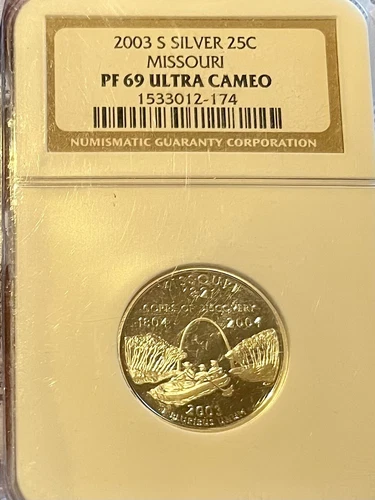 2003 S SILVER 25C
MISSOURI
PF 69 ULTRA CAMEO
1533012-174
NUMISMATIC GUARANTY CORPORATION
MISSOURI
1821
CORPS OF DISCOVERY
1804 2004
2003
E PLURIBUS UNUM